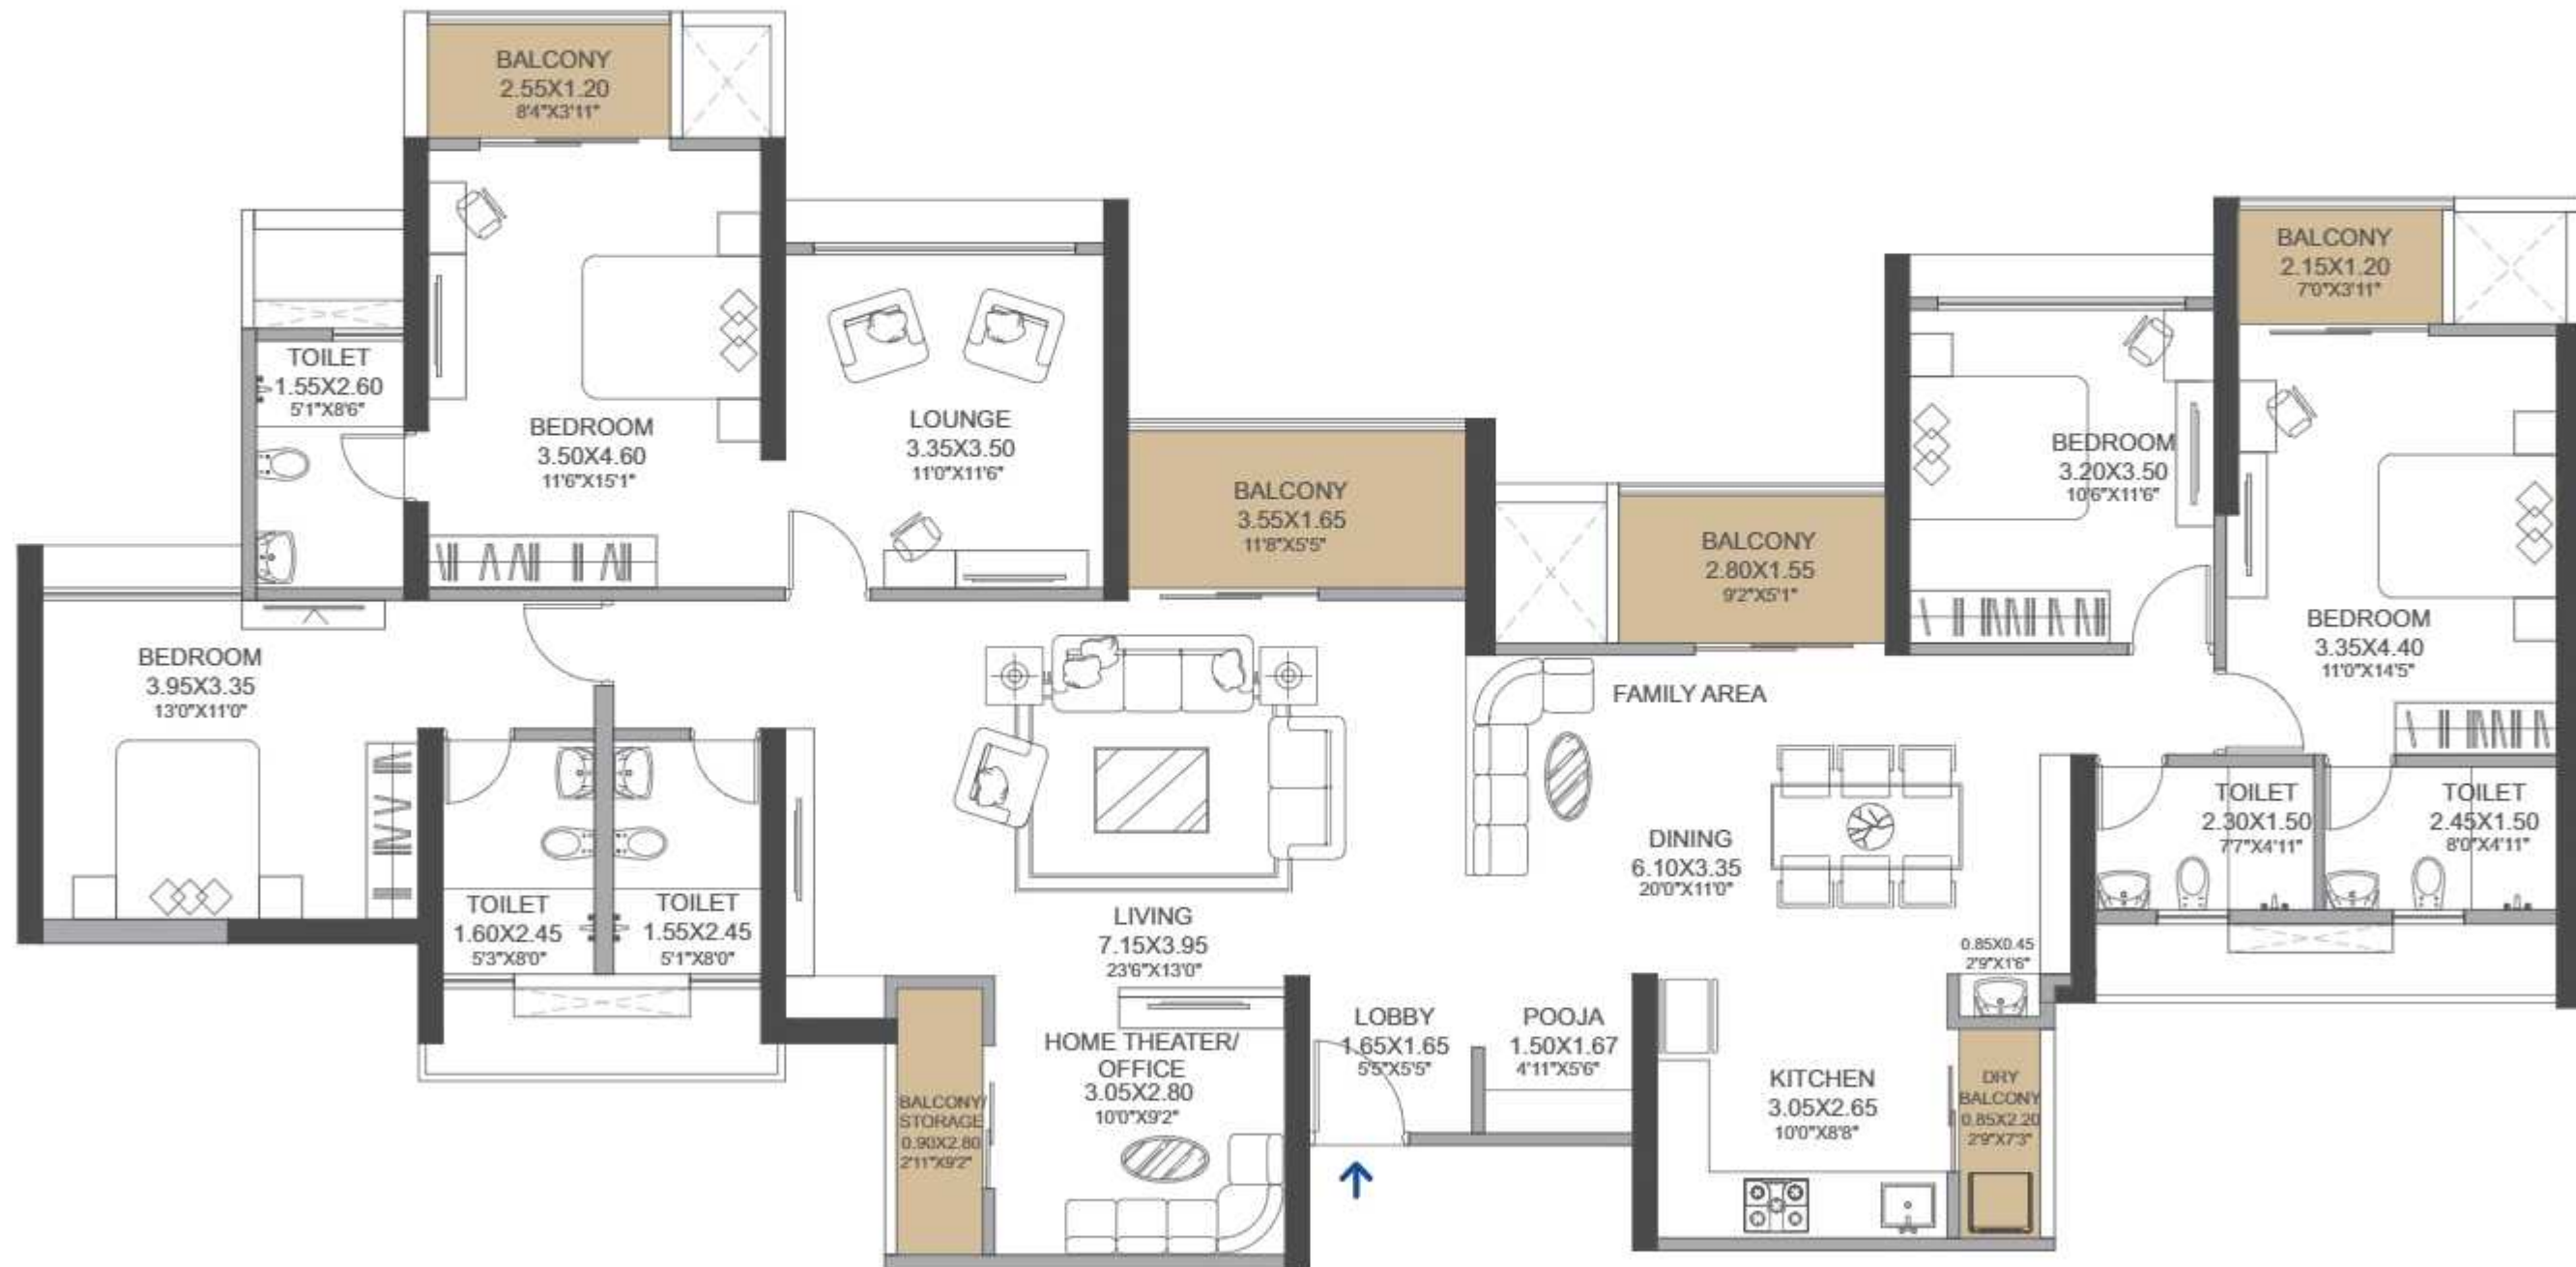 BALCONY
2.55X1.20
8'4"X3'11"
TOILET
1.55X2.60
5'1"X8'6"
BEDROOM
3.50X4.60
11'6"X15'1"
LOUNGE
3.35X3.50
11'0"X11'6"
BALCONY
3.55X1.65
11'8"X5'5"
BALCONY
2.80X1.55
9'2"X5'1"
BEDROOM
3.20X3.50
10'6"X11'6"
BALCONY
2.15X1.20
7'0"X3'11"
BEDROOM
3.35X4.40
11'0"X14'5"
BEDROOM
3.95X3.35
13'0"X11'0"
FAMILY AREA
TOILET
1.60X2.45
5'3"X8'0"
TOILET
1.55X2.45
5'1"X8'0"
LIVING
7.15X3.95
23'6"X13'0"
DINING
6.10X3.35
20'0"X11'0"
TOILET
2.30X1.50
7'7"X4'11"
TOILET
2.45X1.50
8'0"X4'11"
0.85X0.45
2'9"X1'6"
BALCONY/
STORAGE
0.90X2.80
2'11"X9'2"
HOME THEATER/
OFFICE
3.05X2.80
10'0"X9'2"
LOBBY
1.65X1.65
5'5"X5'5"
POOJA
1.50X1.67
4'11"X5'6"
KITCHEN
3.05X2.65
10'0"X8'8"
DRY
BALCONY
0.85X2.20
2'9"X7'3"